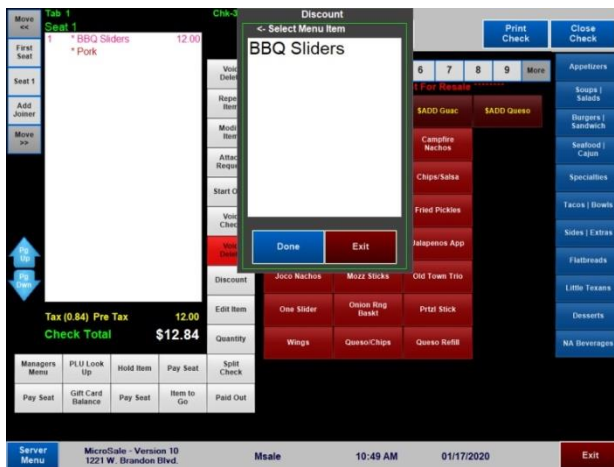 Move <<
First Seat
Seat 1
Add Joiner
Move >>
Tab 1
Seat 1
1 * BBQ Sliders 12.00
* Pork
Chk-3
Discount
<- Select Menu Item
BBQ Sliders
Done
Exit
Print Check
Close Check
6 7 8 9 More
t For Resale ********
$ADD Guac
$ADD Queso
Campfire Nachos
Chips/Salsa
Fried Pickles
Jalapenos App
Joco Nachos
Mozz Sticks
Old Town Trio
One Slider
Onion Rng Baskt
Prtzl Stick
Wings
Queso/Chips
Queso Refill
Appetizers
Soups | Salads
Burgers | Sandwich
Seafood | Cajun
Specialties
Tacos | Bowls
Sides | Extras
Flatbreads
Little Texans
Desserts
NA Beverages
Start O
Discount
Edit Item
Quantity
Split Check
Paid Out
Pg Up
Pg Dwn
Tax (0.84) Pre Tax 12.00
Check Total $12.84
Managers Menu
PLU Look Up
Hold Item
Pay Seat
Pay Seat
Gift Card Balance
Pay Seat
Item to Go
Server Menu
MicroSale - Version 10
1221 W. Brandon Blvd.
Msale
10:49 AM
01/17/2020
Exit